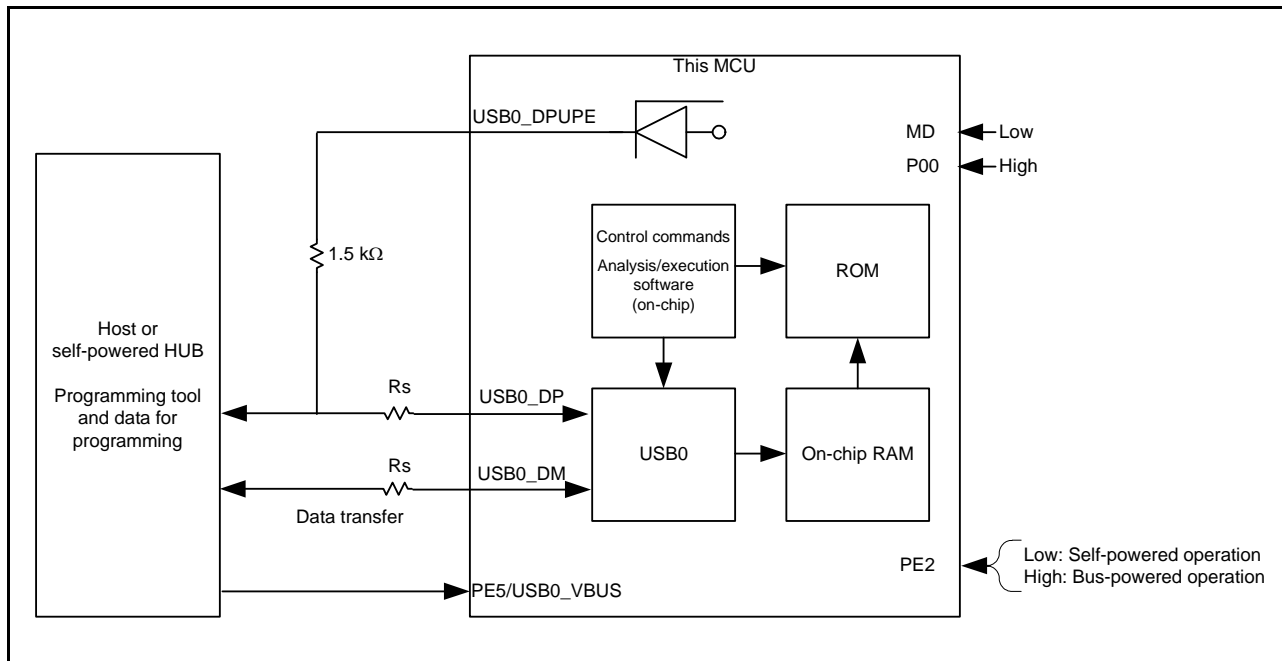 This MCU
USB0_DPUPE
MD
Low
P00
High
1.5 kΩ
Control commands
Analysis/execution
software
(on-chip)
ROM
Host or
self-powered HUB
Programming tool
and data for
programming
Rs
USB0_DP
USB0
On-chip RAM
Rs
USB0_DM
Data transfer
PE2
Low: Self-powered operation
High: Bus-powered operation
PE5/USB0_VBUS